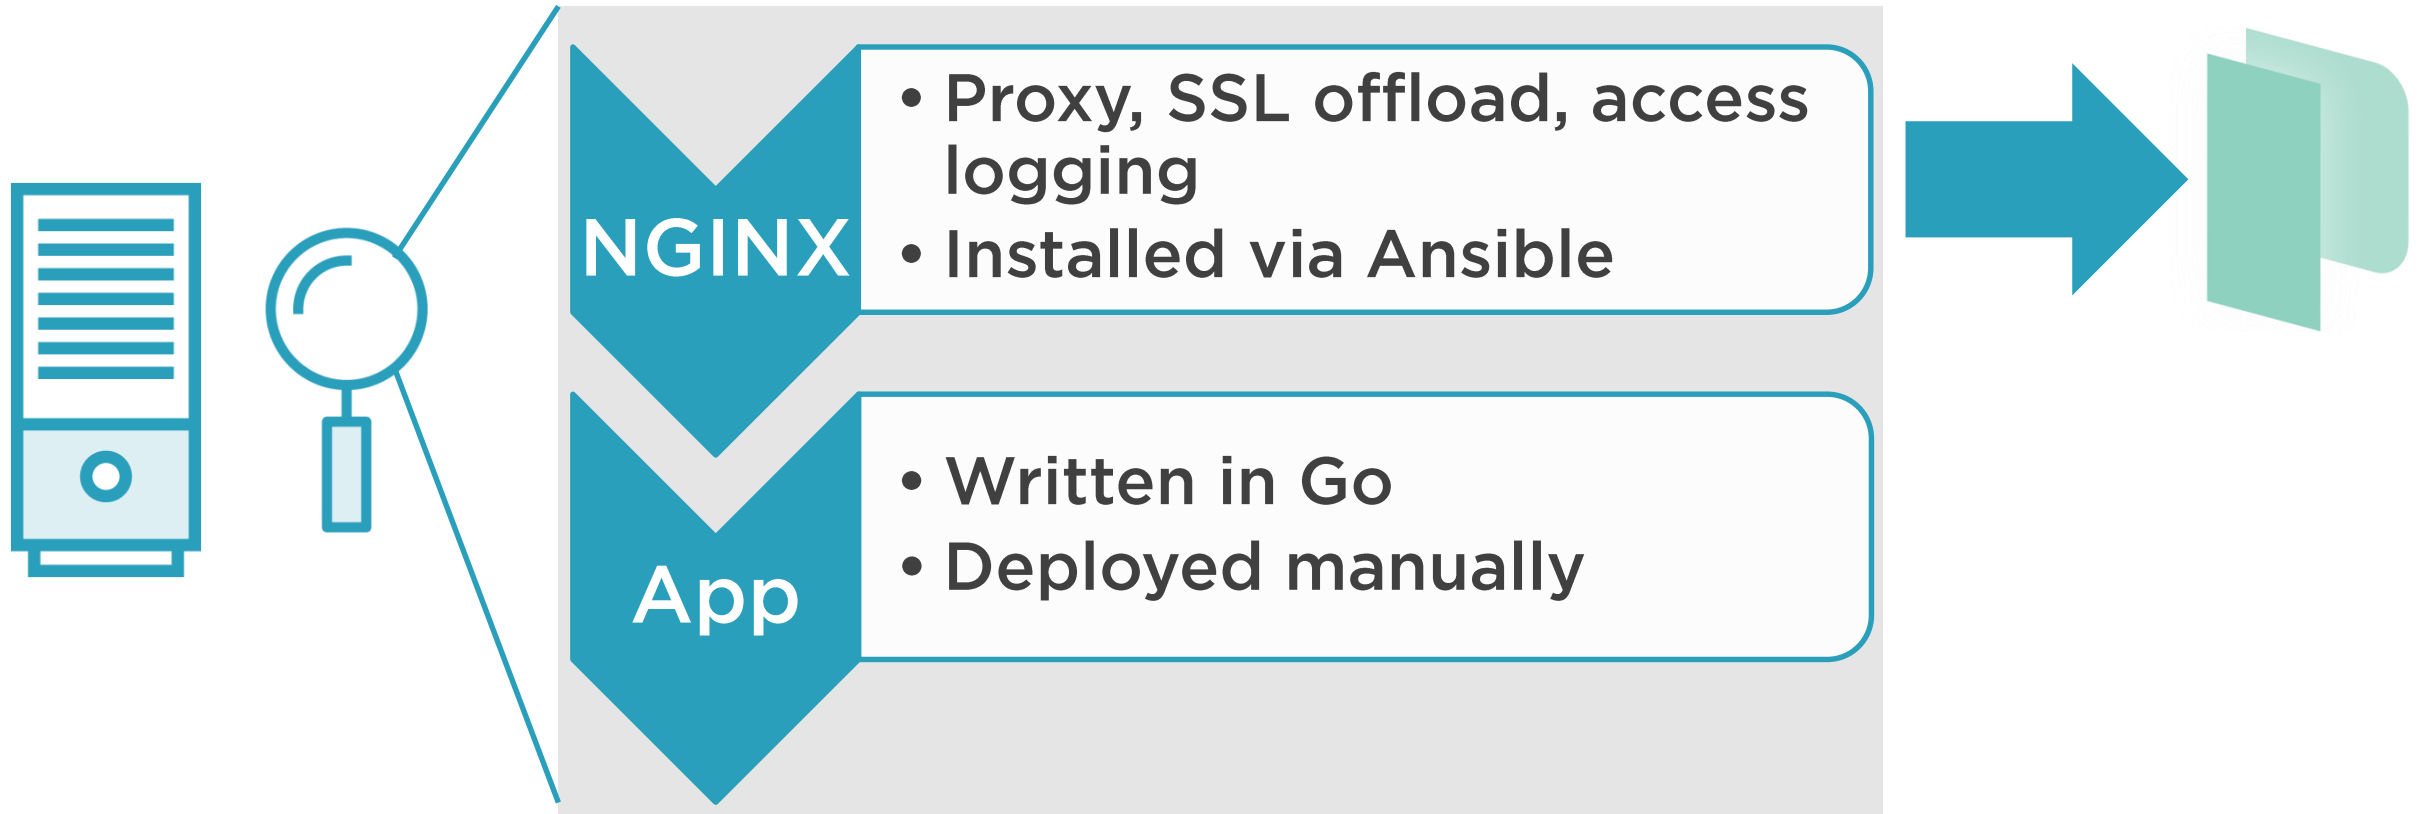 NGINX
• Proxy, SSL offload, access
logging
• Installed via Ansible
App
• Written in Go
• Deployed manually